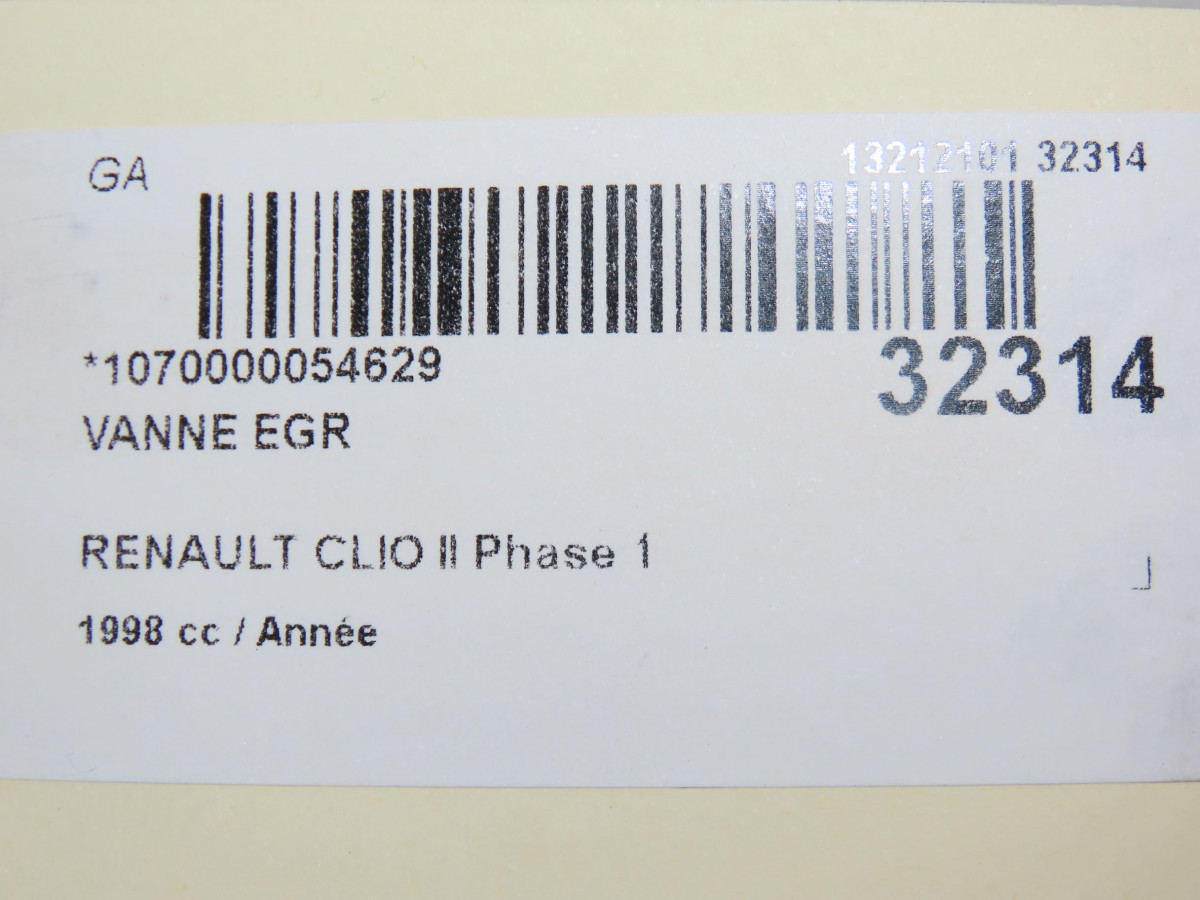 GA
13212101 32314
*1070000054629
32314
VANNE EGR
RENAULT CLIO II Phase 1
1998 cc / Année